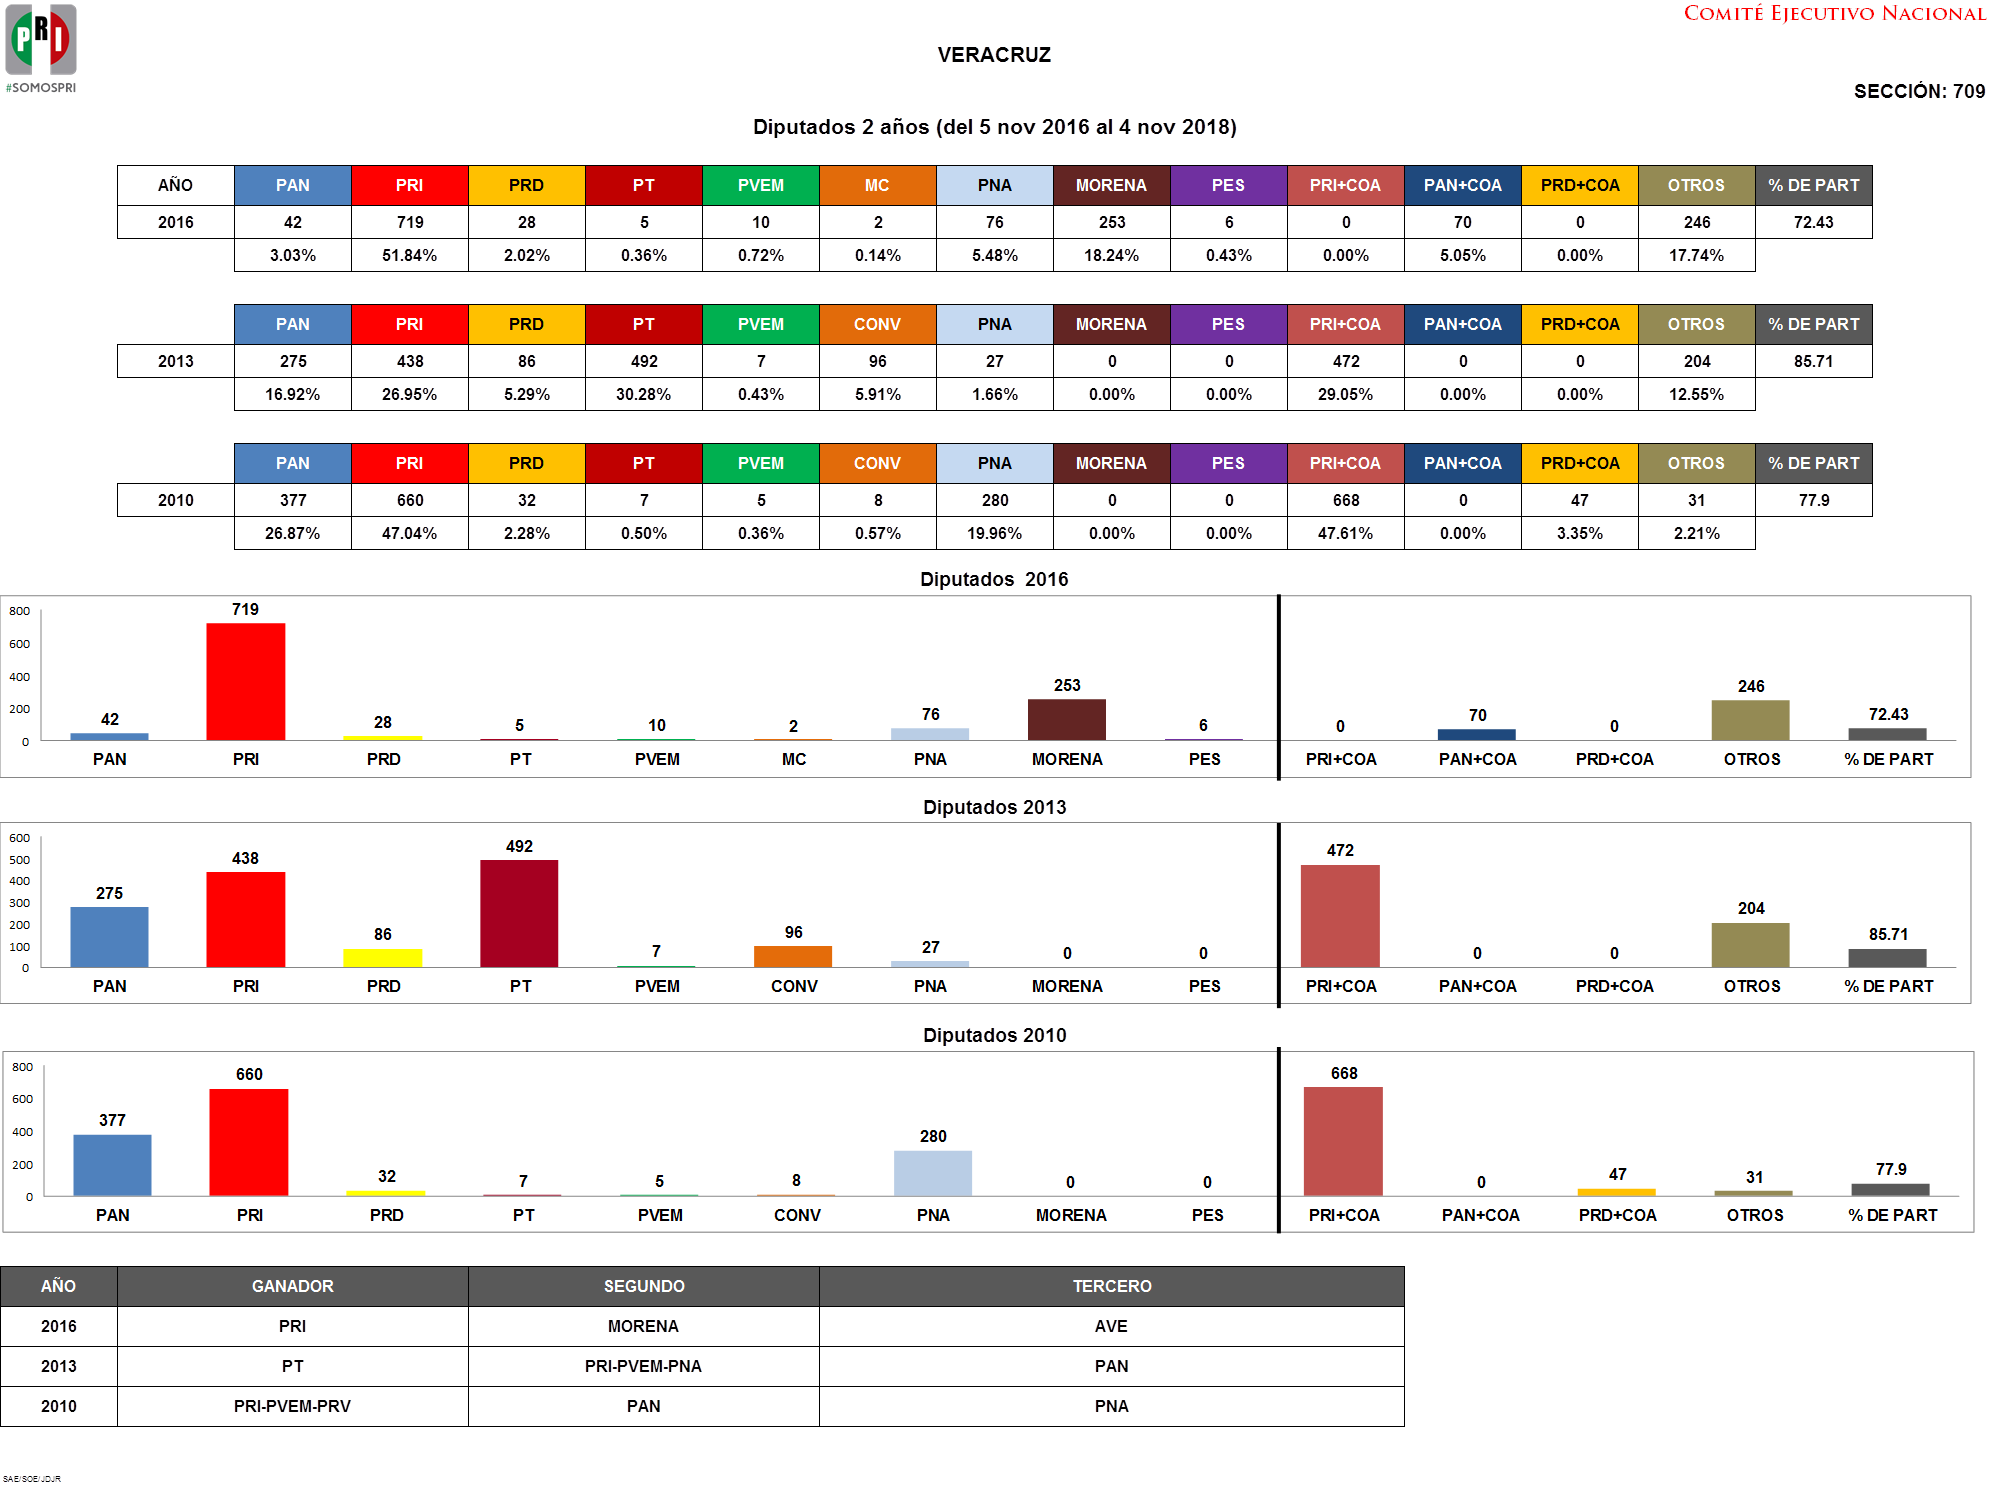 PRI
#SOMOSPRI
COMITÉ EJECUTIVO NACIONAL
VERACRUZ
SECCIÓN: 709
Diputados 2 años (del 5 nov 2016 al 4 nov 2018)
AÑO PAN PRI PRD PT PVEM MC PNA MORENA PES PRI+COA PAN+COA PRD+COA OTROS % DE PART
2016 42 719 28 5 10 2 76 253 6 0 70 0 246 72.43
3.03% 51.84% 2.02% 0.36% 0.72% 0.14% 5.48% 18.24% 0.43% 0.00% 5.05% 0.00% 17.74%
PAN PRI PRD PT PVEM CONV PNA MORENA PES PRI+COA PAN+COA PRD+COA OTROS % DE PART
2013 275 438 86 492 7 96 27 0 0 472 0 0 204 85.71
16.92% 26.95% 5.29% 30.28% 0.43% 5.91% 1.66% 0.00% 0.00% 29.05% 0.00% 0.00% 12.55%
PAN PRI PRD PT PVEM CONV PNA MORENA PES PRI+COA PAN+COA PRD+COA OTROS % DE PART
2010 377 660 32 7 5 8 280 0 0 668 0 47 31 77.9
26.87% 47.04% 2.28% 0.50% 0.36% 0.57% 19.96% 0.00% 0.00% 47.61% 0.00% 3.35% 2.21%
Diputados 2016
800
600
400
200
0
42 719 28 5 10 2 76 253 6 0 70 0 246 72.43
PAN PRI PRD PT PVEM MC PNA MORENA PES PRI+COA PAN+COA PRD+COA OTROS % DE PART
Diputados 2013
600
500
400
300
200
100
0
275 438 86 492 7 96 27 0 0 472 0 0 204 85.71
PAN PRI PRD PT PVEM CONV PNA MORENA PES PRI+COA PAN+COA PRD+COA OTROS % DE PART
Diputados 2010
800
600
400
200
0
377 660 32 7 5 8 280 0 0 668 0 47 31 77.9
PAN PRI PRD PT PVEM CONV PNA MORENA PES PRI+COA PAN+COA PRD+COA OTROS % DE PART
AÑO GANADOR SEGUNDO TERCERO
2016 PRI MORENA AVE
2013 PT PRI-PVEM-PNA PAN
2010 PRI-PVEM-PRV PAN PNA
SAE/SOE/JDJR